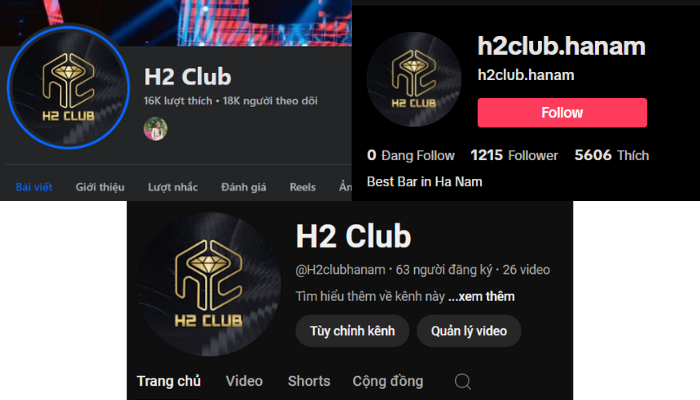 H2 CLUB
H2 Club
16K lượt thích • 18K người theo dõi
Bài viết Giới thiệu Lượt nhắc Đánh giá Reels Ản
H2 CLUB
h2club.hanam
h2club.hanam
Follow
0 Đang Follow 1215 Follower 5606 Thích
Best Bar in Ha Nam
H2 CLUB
H2 Club
@H2clubhanam • 63 người đăng ký • 26 video
Tìm hiểu thêm về kênh này ...xem thêm
Tùy chỉnh kênh Quản lý video
Trang chủ Video Shorts Cộng đồng